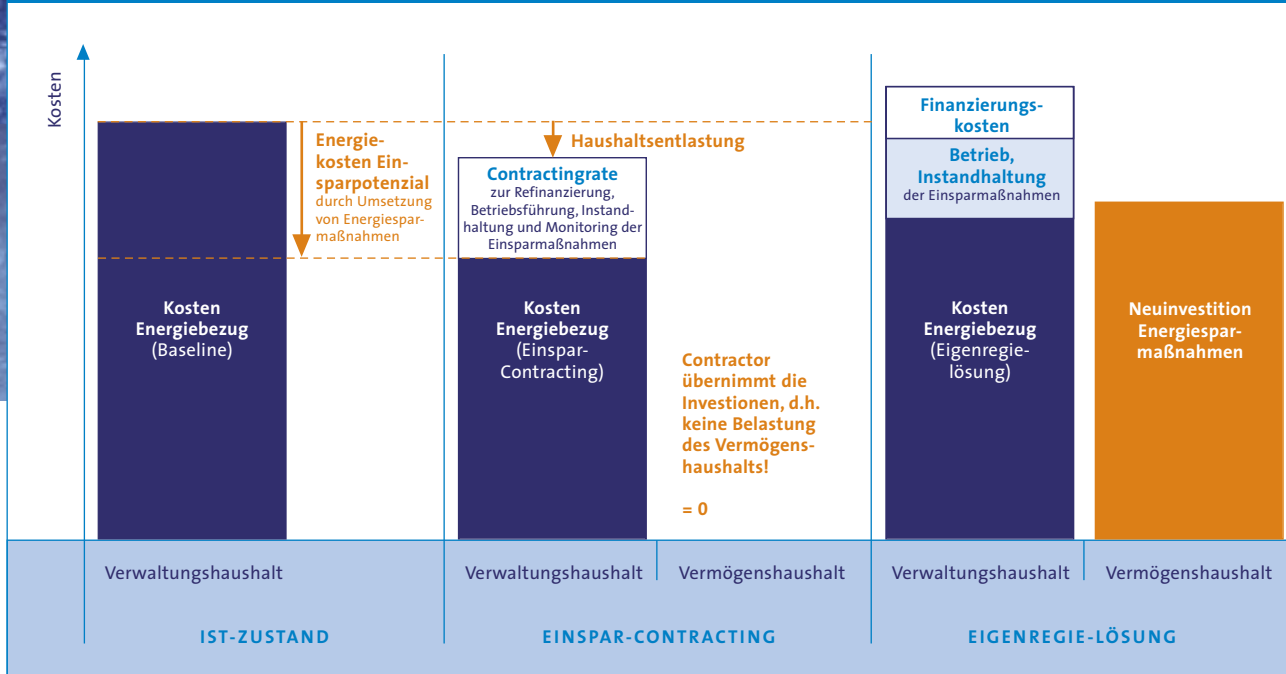 Kosten
Energie-
kosten Ein-
sparpotenzial
durch Umsetzung
von Energiespar-
maßnahmen
Kosten
Energiebezug
(Baseline)
Haushaltsentlastung
Contractingrate
zur Refinanzierung,
Betriebsführung, Instand-
haltung und Monitoring der
Einsparmaßnahmen
Kosten
Energiebezug
(Einspar-
Contracting)
Contractor
übernimmt die
Investionen, d.h.
keine Belastung
des Vermögens-
haushalts!
= 0
Finanzierungs-
kosten
Betrieb,
Instandhaltung
der Einsparmaßnahmen
Kosten
Energiebezug
(Eigenregie-
lösung)
Neuinvestition
Energiespar-
maßnahmen
Verwaltungshaushalt
Verwaltungshaushalt
Vermögenshaushalt
Verwaltungshaushalt
Vermögenshaushalt
IST-ZUSTAND
EINSPAR-CONTRACTING
EIGENREGIE-LÖSUNG